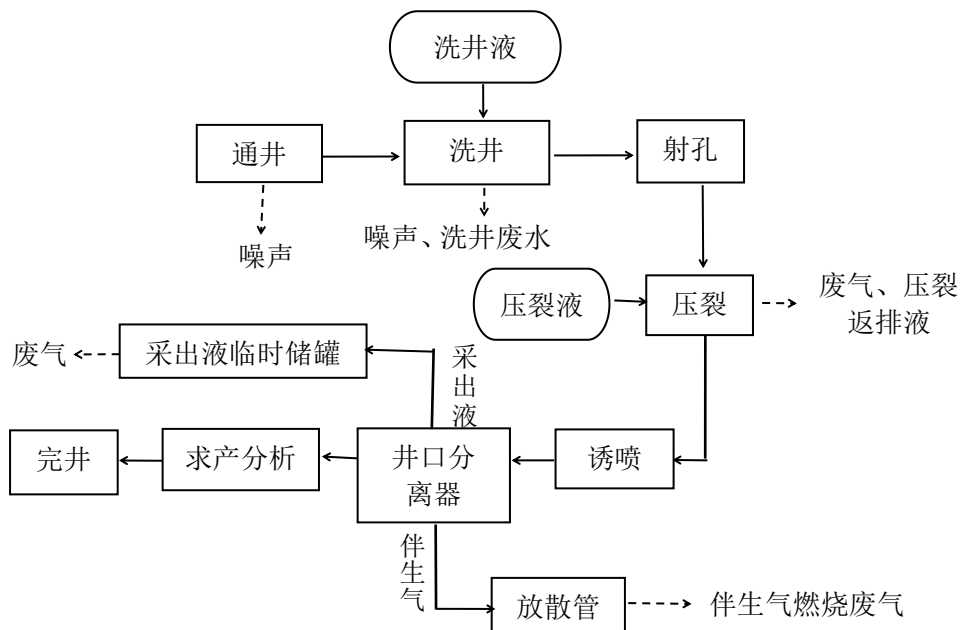 洗井液
通井
洗井
射孔
噪声
噪声、洗井废水
压裂液
压裂
废气、压裂
返排液
废气
采出液临时储罐
采出液
完井
求产分析
井口分
离器
诱喷
伴生气
放散管
伴生气燃烧废气